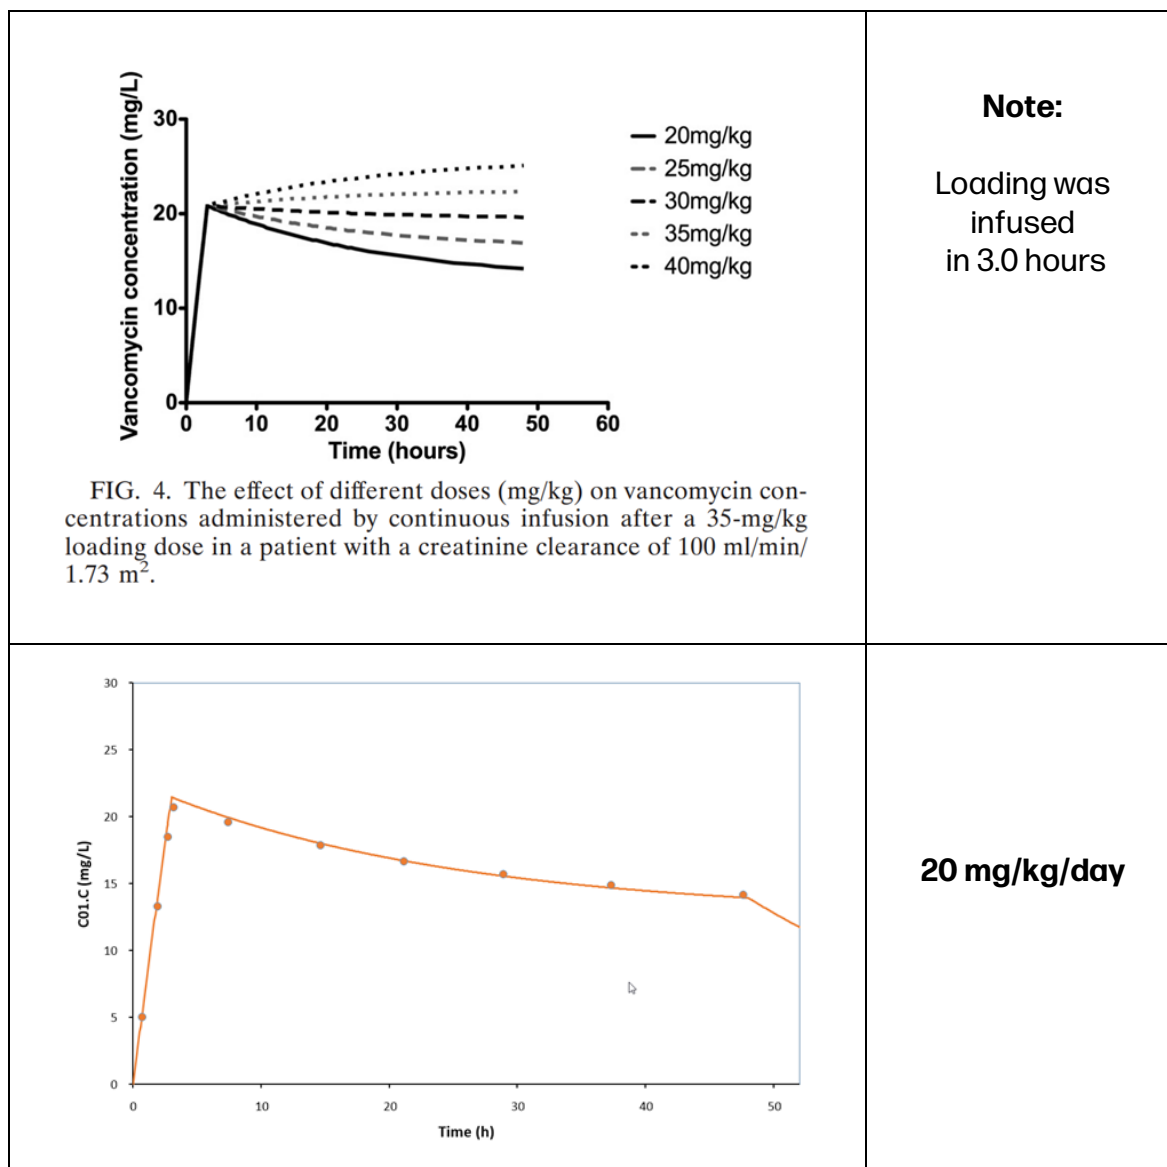 Vancomycin concentration (mg/L)
30
20
10
0
0 10 20 30 40 50 60
Time (hours)
20mg/kg
25mg/kg
30mg/kg
35mg/kg
40mg/kg
FIG. 4. The effect of different doses (mg/kg) on vancomycin con-
centrations administered by continuous infusion after a 35-mg/kg
loading dose in a patient with a creatinine clearance of 100 ml/min/
1.73 m².
Note:
Loading was
infused
in 3.0 hours
C01.C (mg/L)
30
25
20
15
10
5
0
0 10 20 30 40 50
Time (h)
20 mg/kg/day